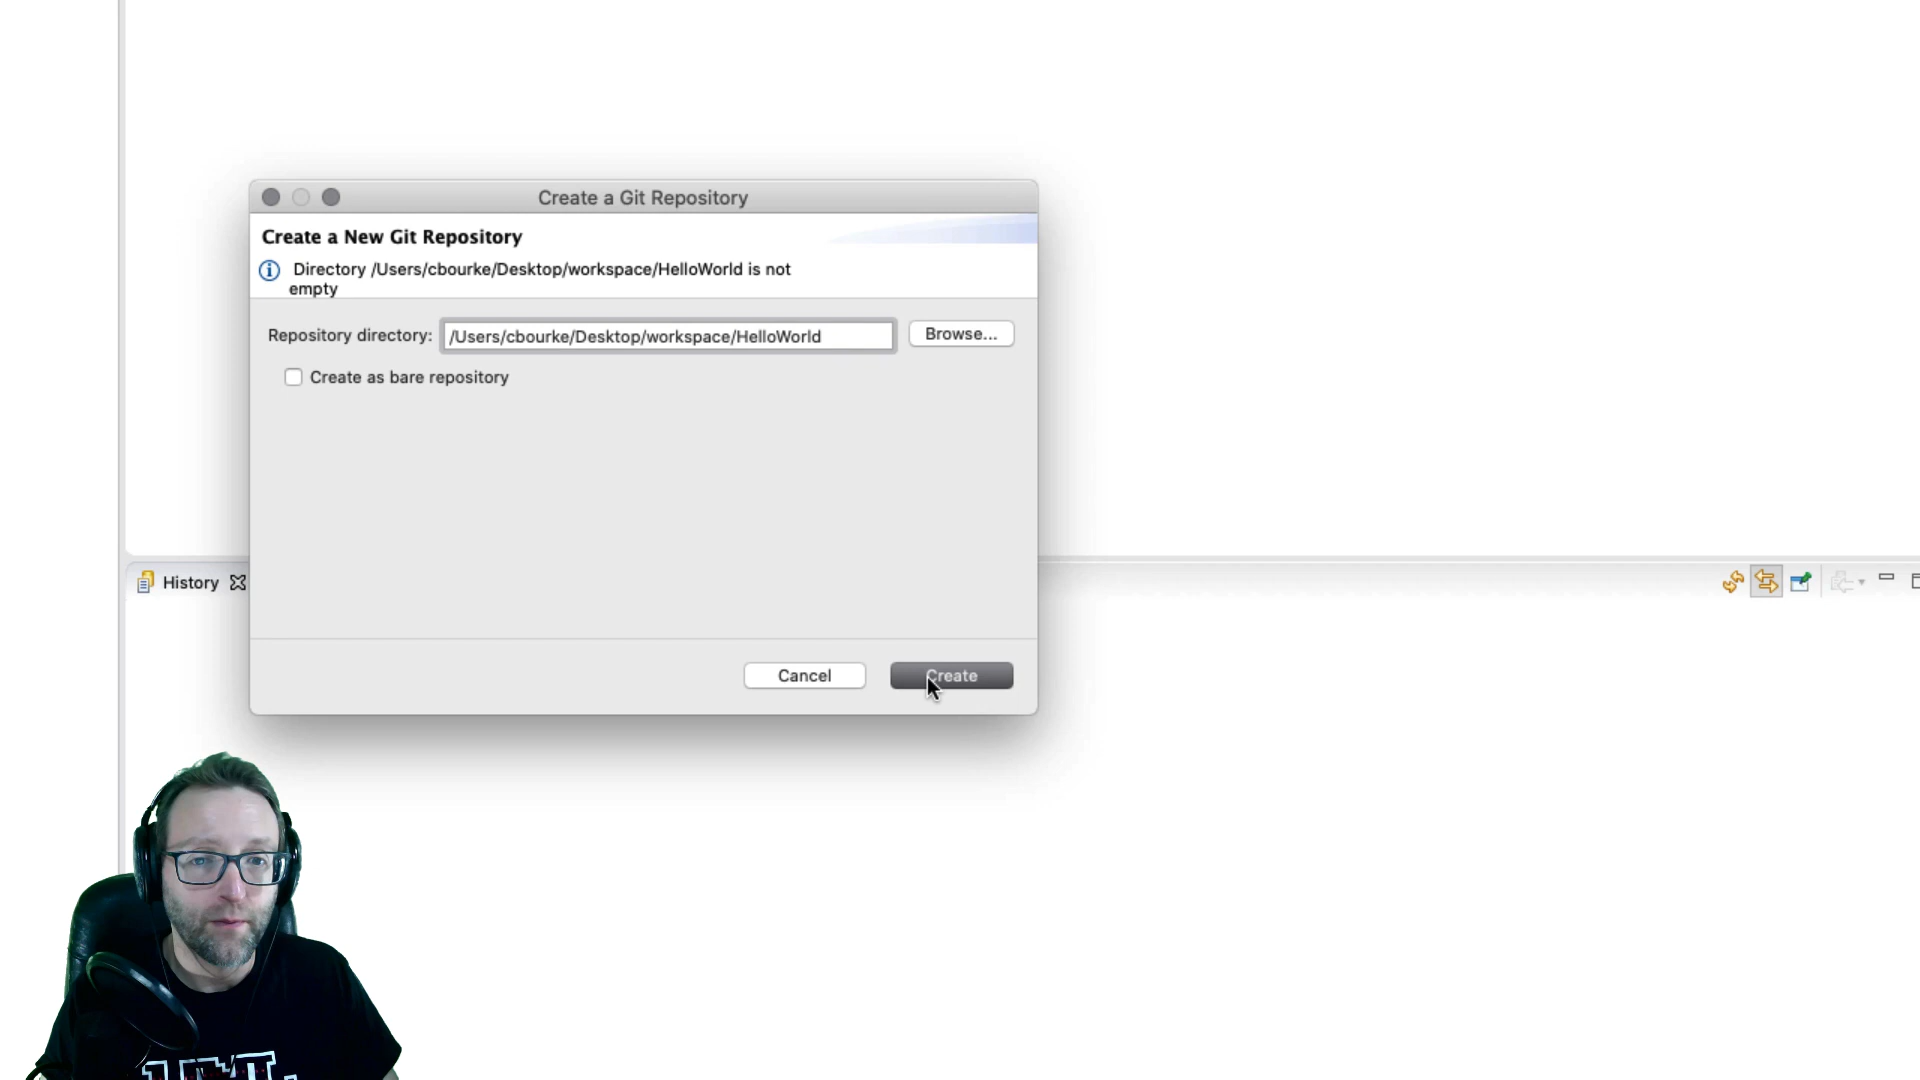 Create a Git Repository
Create a New Git Repository
Directory /Users/cbourke/Desktop/workspace/HelloWorld is not
empty
Repository directory: /Users/cbourke/Desktop/workspace/HelloWorld Browse...
Create as bare repository
History
Cancel Create